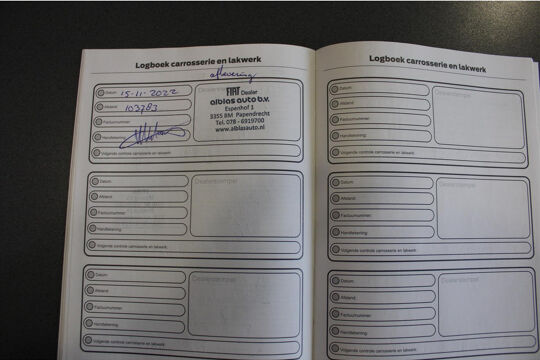 Logboek carrosserie en lakwerk
aflevering
Datum 15-11-2022
Afstand 103783
Factuurnummer
Handtekening
Volgende controle carrosserie en lakwerk:
Dealerstempel
FIAT Dealer
alblas auto b.v.
Espenhof 1
3355 BM Papendrecht
Tel. 078 - 6919700
www.alblasauto.nl
Datum
Afstand
Factuurnummer
Handtekening
Volgende controle carrosserie en lakwerk:
Dealerstempel
Datum
Afstand
Factuurnummer
Handtekening
Volgende controle carrosserie en lakwerk:
Dealerstempel
Logboek carrosserie en lakwerk
Datum
Afstand
Factuurnummer
Handtekening
Volgende controle carrosserie en lakwerk:
Dealerstempel
Datum
Afstand
Factuurnummer
Handtekening
Volgende controle carrosserie en lakwerk:
Dealerstempel
Datum
Afstand
Factuurnummer
Handtekening
Volgende controle carrosserie en lakwerk:
Dealerstempel